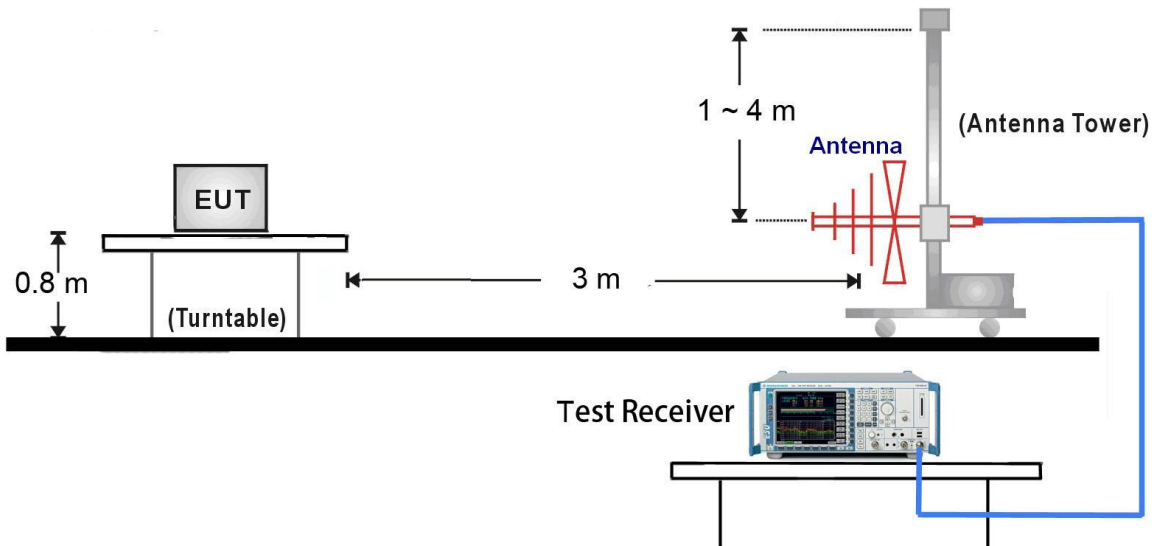 1 ~ 4 m
(Antenna Tower)
Antenna
EUT
0.8 m
3 m
(Turntable)
Test Receiver